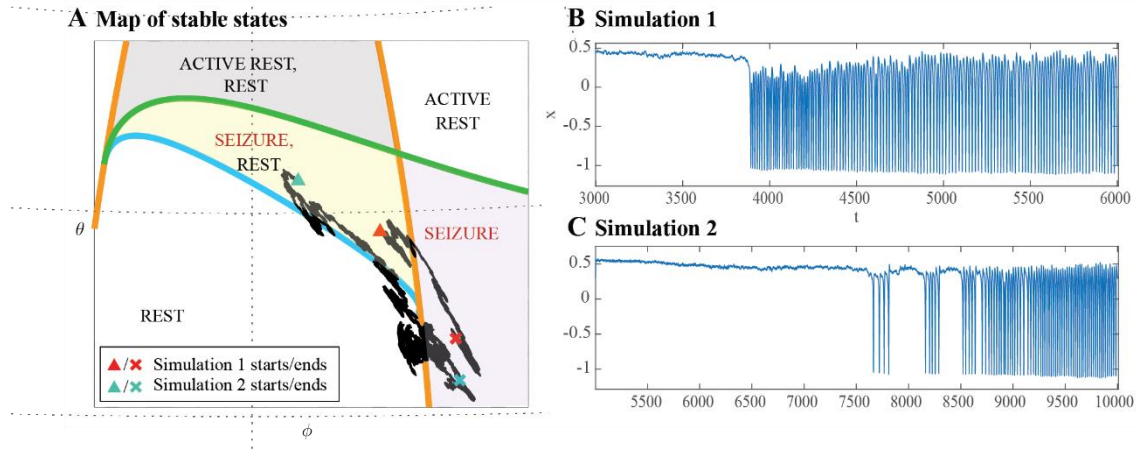 A Map of stable states
ACTIVE REST,
REST
ACTIVE
REST
SEIZURE,
REST
θ
SEIZURE
REST
▲/✖ Simulation 1 starts/ends
▲/✖ Simulation 2 starts/ends
ϕ
B Simulation 1
0.5
0
-0.5
-1
x
3000 3500 4000 4500 5000 5500 6000
t
C Simulation 2
0.5
0
-0.5
-1
5500 6000 6500 7000 7500 8000 8500 9000 9500 10000